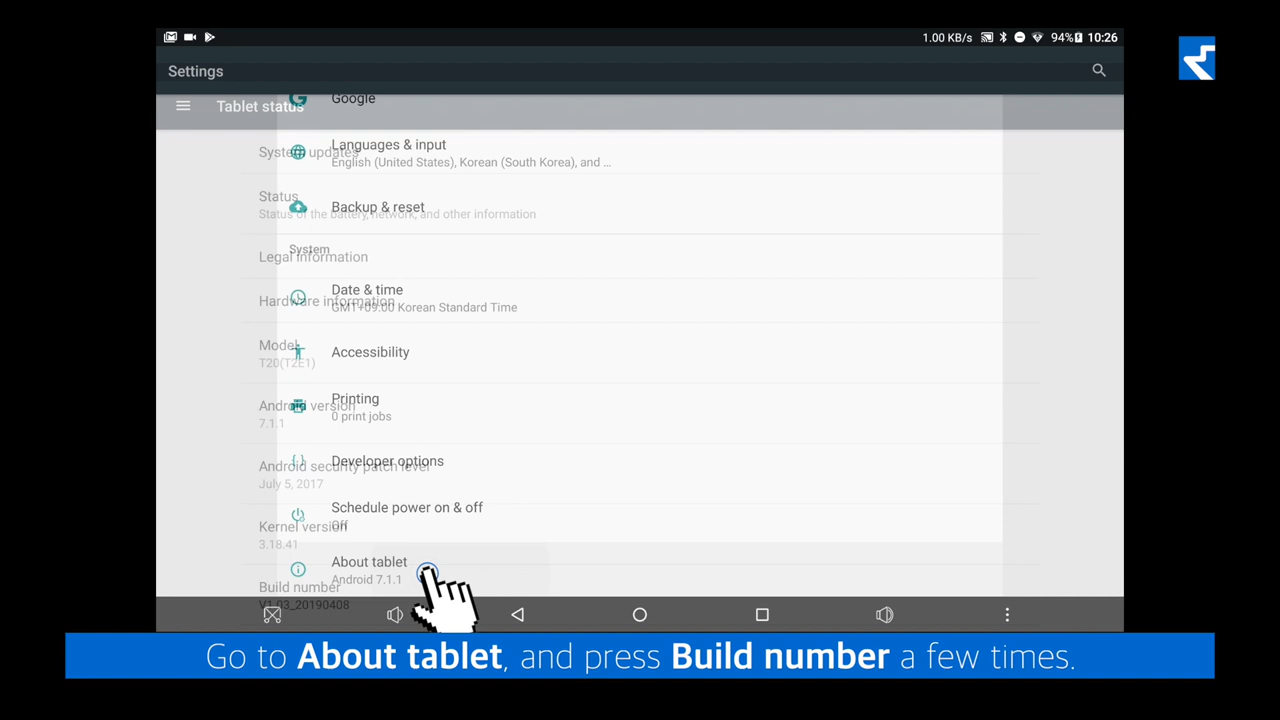 1.00 KB/s 94% 10:26
Settings
Google
Tablet status
Languages & input
System updates
English (United States), Korean (South Korea), and ...
Status
Backup & reset
Status of the battery, network, and other information
System
Legal information
Date & time
Hardware information
GMT+09:00 Korean Standard Time
Model
Accessibility
T20(T2E1)
Printing
Android version
0 print jobs
7.1.1
Developer options
Android security patch level
July 5, 2017
Schedule power on & off
Kernel version
Off
3.18.41
About tablet
Android 7.1.1
Build number
V1.03_20190408
Go to About tablet, and press Build number a few times.